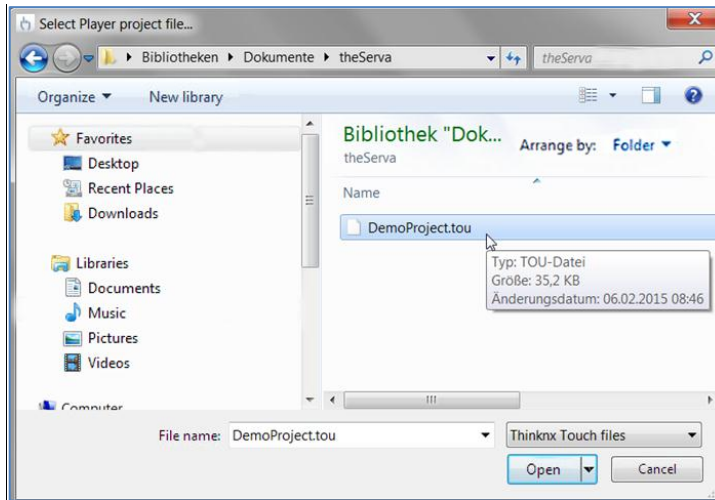 Select Player project file...
Bibliotheken Dokumente theServa
theServa
Organize New library
Favorites
Desktop
Recent Places
Downloads
Libraries
Documents
Music
Pictures
Videos
Computer
Bibliothek "Dok...
theServa
Arrange by: Folder
Name
DemoProject.tou
Typ: TOU-Datei
Größe: 35,2 KB
Änderungsdatum: 06.02.2015 08:46
File name: DemoProject.tou
Thinknx Touch files
Open Cancel